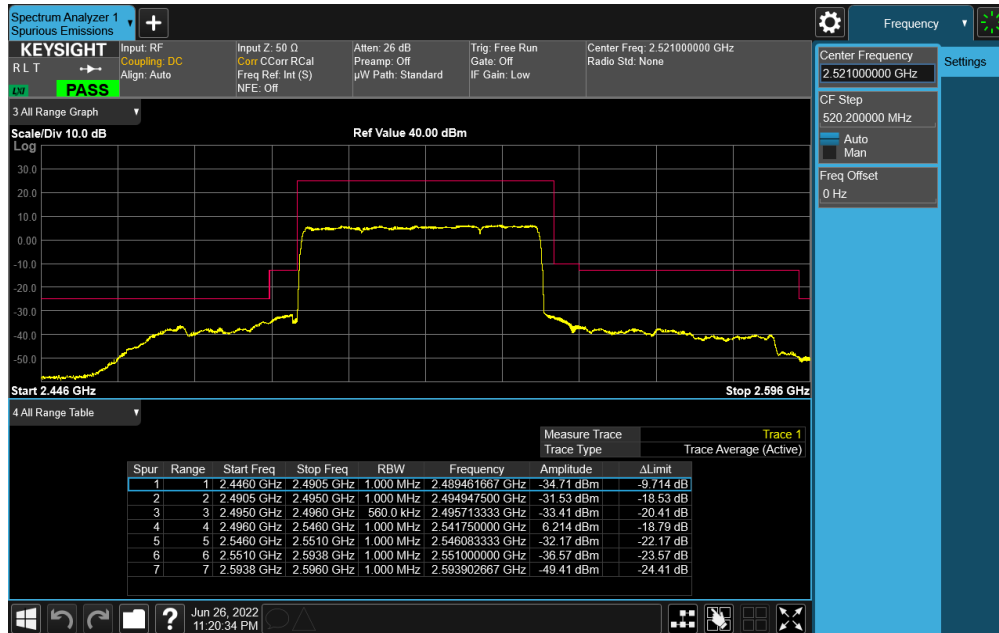 Spectrum Analyzer 1
Spurious Emissions
Frequency
KEYSIGHT
R L T
LXI
PASS
Input: RF
Coupling: DC
Align: Auto
Input Z: 50 Ω
Corr CCorr RCal
Freq Ref: Int (S)
NFE: Off
Atten: 26 dB
Preamp: Off
µW Path: Standard
Trig: Free Run
Gate: Off
IF Gain: Low
Center Freq: 2.521000000 GHz
Radio Std: None
Center Frequency
2.521000000 GHz
Settings
CF Step
520.200000 MHz
Auto
Man
Freq Offset
0 Hz
3 All Range Graph
Scale/Div 10.0 dB
Ref Value 40.00 dBm
Log
30.0
20.0
10.0
0.00
-10.0
-20.0
-30.0
-40.0
-50.0
Start 2.446 GHz
Stop 2.596 GHz
4 All Range Table
Measure Trace Trace 1
Trace Type Trace Average (Active)
Spur Range Start Freq Stop Freq RBW Frequency Amplitude ΔLimit
1 1 2.4460 GHz 2.4905 GHz 1.000 MHz 2.489461667 GHz -34.71 dBm -9.714 dB
2 2 2.4905 GHz 2.4950 GHz 1.000 MHz 2.494947500 GHz -31.53 dBm -18.53 dB
3 3 2.4950 GHz 2.4960 GHz 560.0 kHz 2.495713333 GHz -33.41 dBm -20.41 dB
4 4 2.4960 GHz 2.5460 GHz 1.000 MHz 2.541750000 GHz 6.214 dBm -18.79 dB
5 5 2.5460 GHz 2.5510 GHz 1.000 MHz 2.546083333 GHz -32.17 dBm -22.17 dB
6 6 2.5510 GHz 2.5938 GHz 1.000 MHz 2.551000000 GHz -36.57 dBm -23.57 dB
7 7 2.5938 GHz 2.5960 GHz 1.000 MHz 2.593902667 GHz -49.41 dBm -24.41 dB
Jun 26, 2022
11:20:34 PM